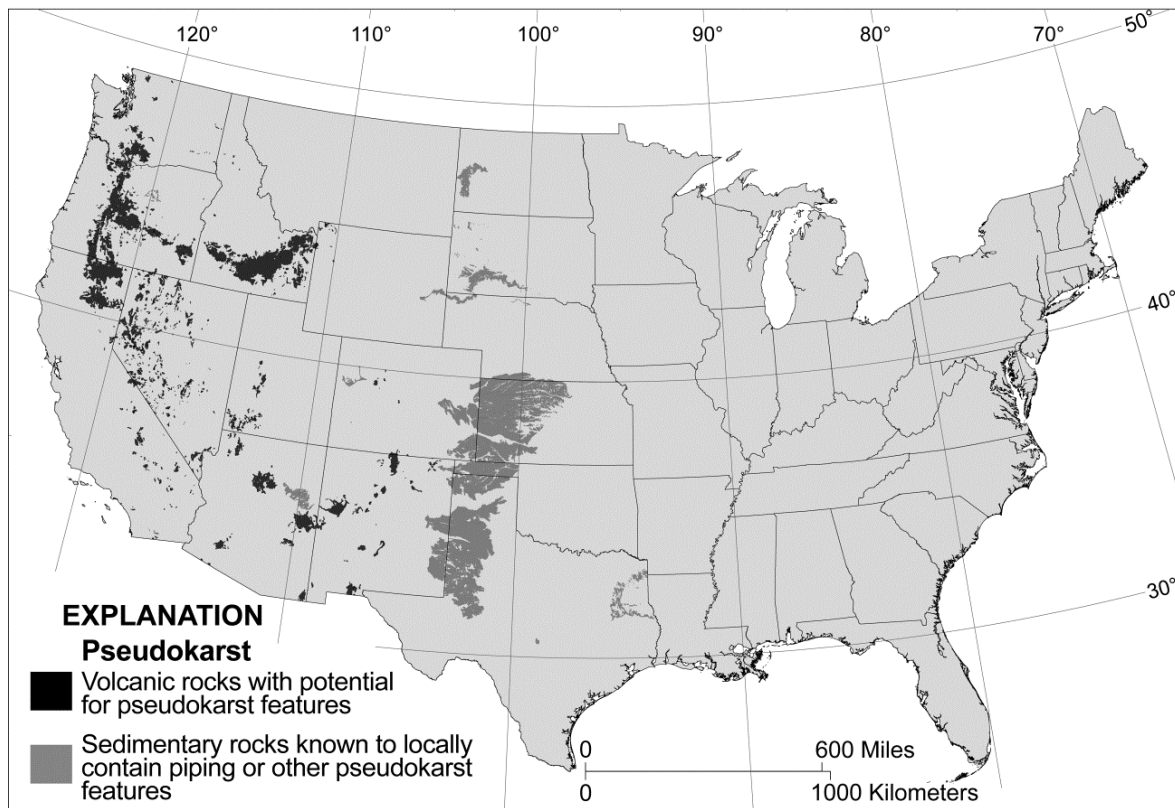 120°
110°
100°
90°
80°
70°
50°
40°
30°
EXPLANATION
Pseudokarst
Volcanic rocks with potential
for pseudokarst features
Sedimentary rocks known to locally
contain piping or other pseudokarst
features
0
600 Miles
0
1000 Kilometers